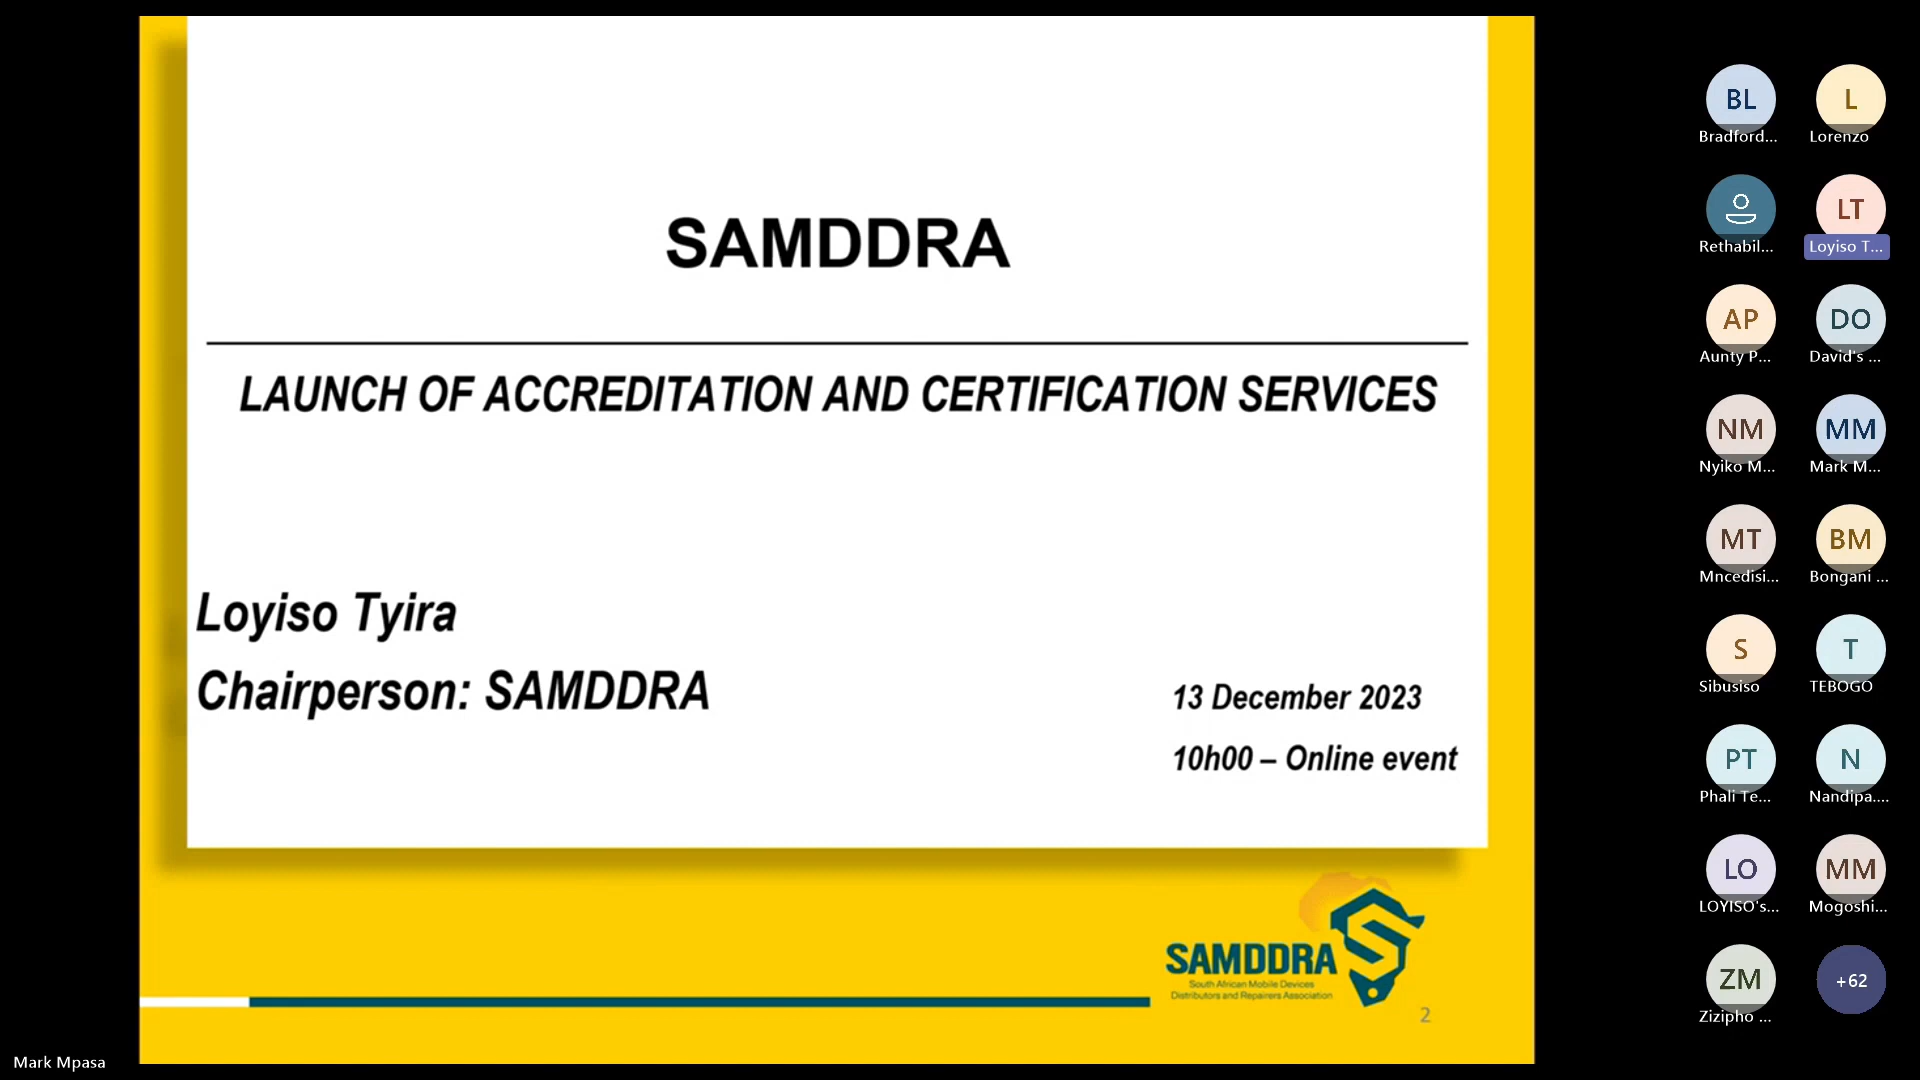 SAMDDRA
LAUNCH OF ACCREDITATION AND CERTIFICATION SERVICES
Loyiso Tyira
Chairperson: SAMDDRA
13 December 2023
10h00 – Online event
SAMDDRA
South African Mobile Devices
Distributors and Repairers Association
2
Mark Mpasa
BL
Bradford...
L
Lorenzo
Rethabil...
LT
Loyiso T...
AP
Aunty P...
DO
David's ...
NM
Nyiko M...
MM
Mark M...
MT
Mncedisi...
BM
Bongani ...
S
Sibusiso
T
TEBOGO
PT
Phali Te...
N
Nandipa....
LO
LOYISO's...
MM
Mogoshi...
ZM
Zizipho ...
+62